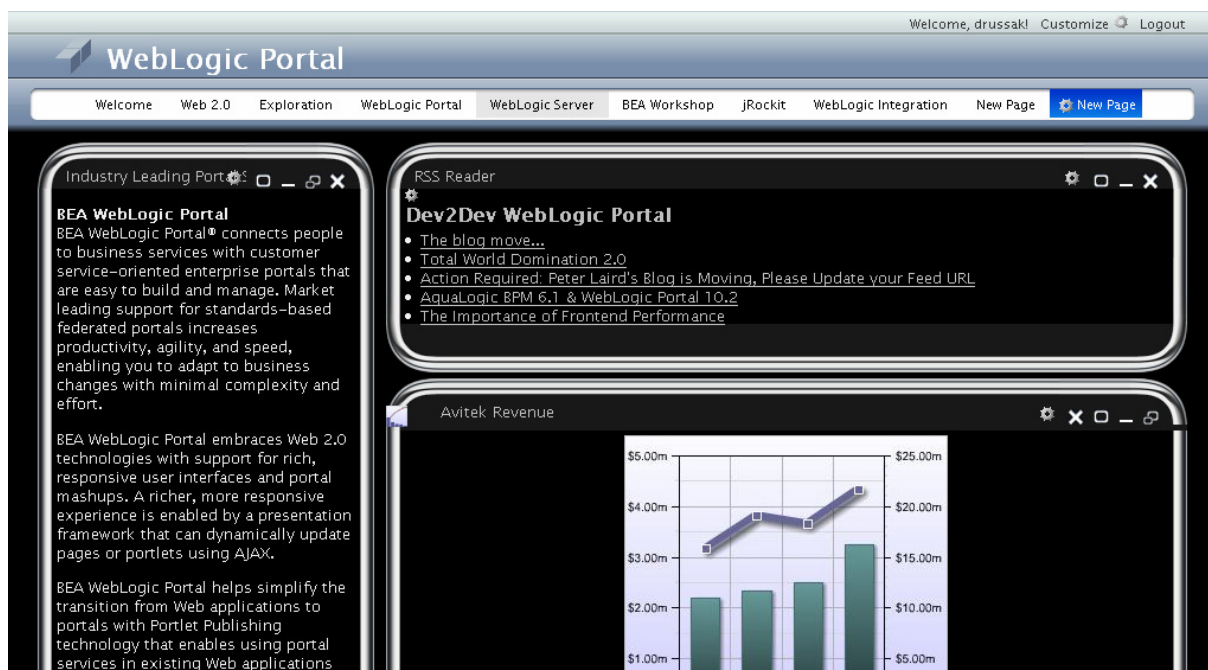 Welcome, drussak! Customize Logout
WebLogic Portal
Welcome Web 2.0 Exploration WebLogic Portal WebLogic Server BEA Workshop jRockit WebLogic Integration New Page New Page
Industry Leading Portal
BEA WebLogic Portal
BEA WebLogic Portal® connects people
to business services with customer
service-oriented enterprise portals that
are easy to build and manage. Market
leading support for standards-based
federated portals increases
productivity, agility, and speed,
enabling you to adapt to business
changes with minimal complexity and
effort.
BEA WebLogic Portal embraces Web 2.0
technologies with support for rich,
responsive user interfaces and portal
mashups. A richer, more responsive
experience is enabled by a presentation
framework that can dynamically update
pages or portlets using AJAX.
BEA WebLogic Portal helps simplify the
transition from Web applications to
portals with Portlet Publishing
technology that enables using portal
services in existing Web applications
RSS Reader
Dev2Dev WebLogic Portal
• The blog move...
• Total World Domination 2.0
• Action Required: Peter Laird's Blog is Moving, Please Update your Feed URL
• AquaLogic BPM 6.1 & WebLogic Portal 10.2
• The Importance of Frontend Performance
Avitek Revenue
$5.00m $25.00m
$4.00m $20.00m
$3.00m $15.00m
$2.00m $10.00m
$1.00m $5.00m